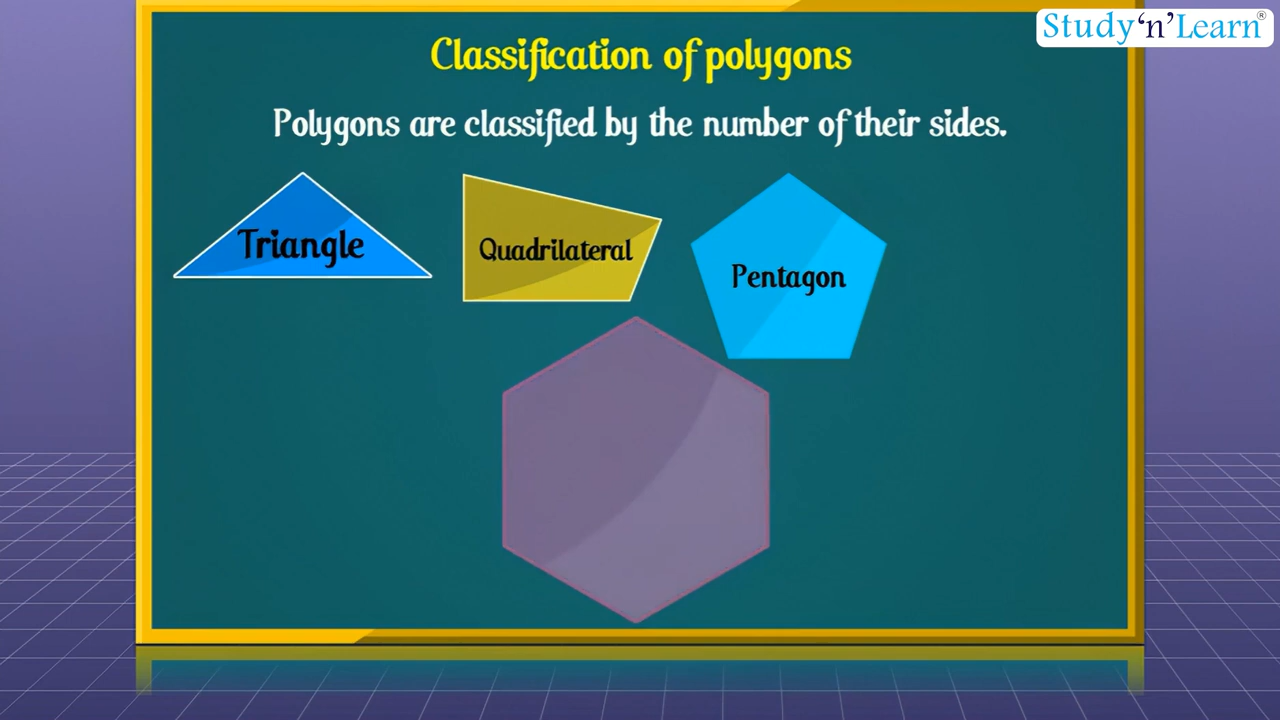 Study‘n’Learn®
Classification of polygons
Polygons are classified by the number of their sides.
Triangle
Quadrilateral
Pentagon